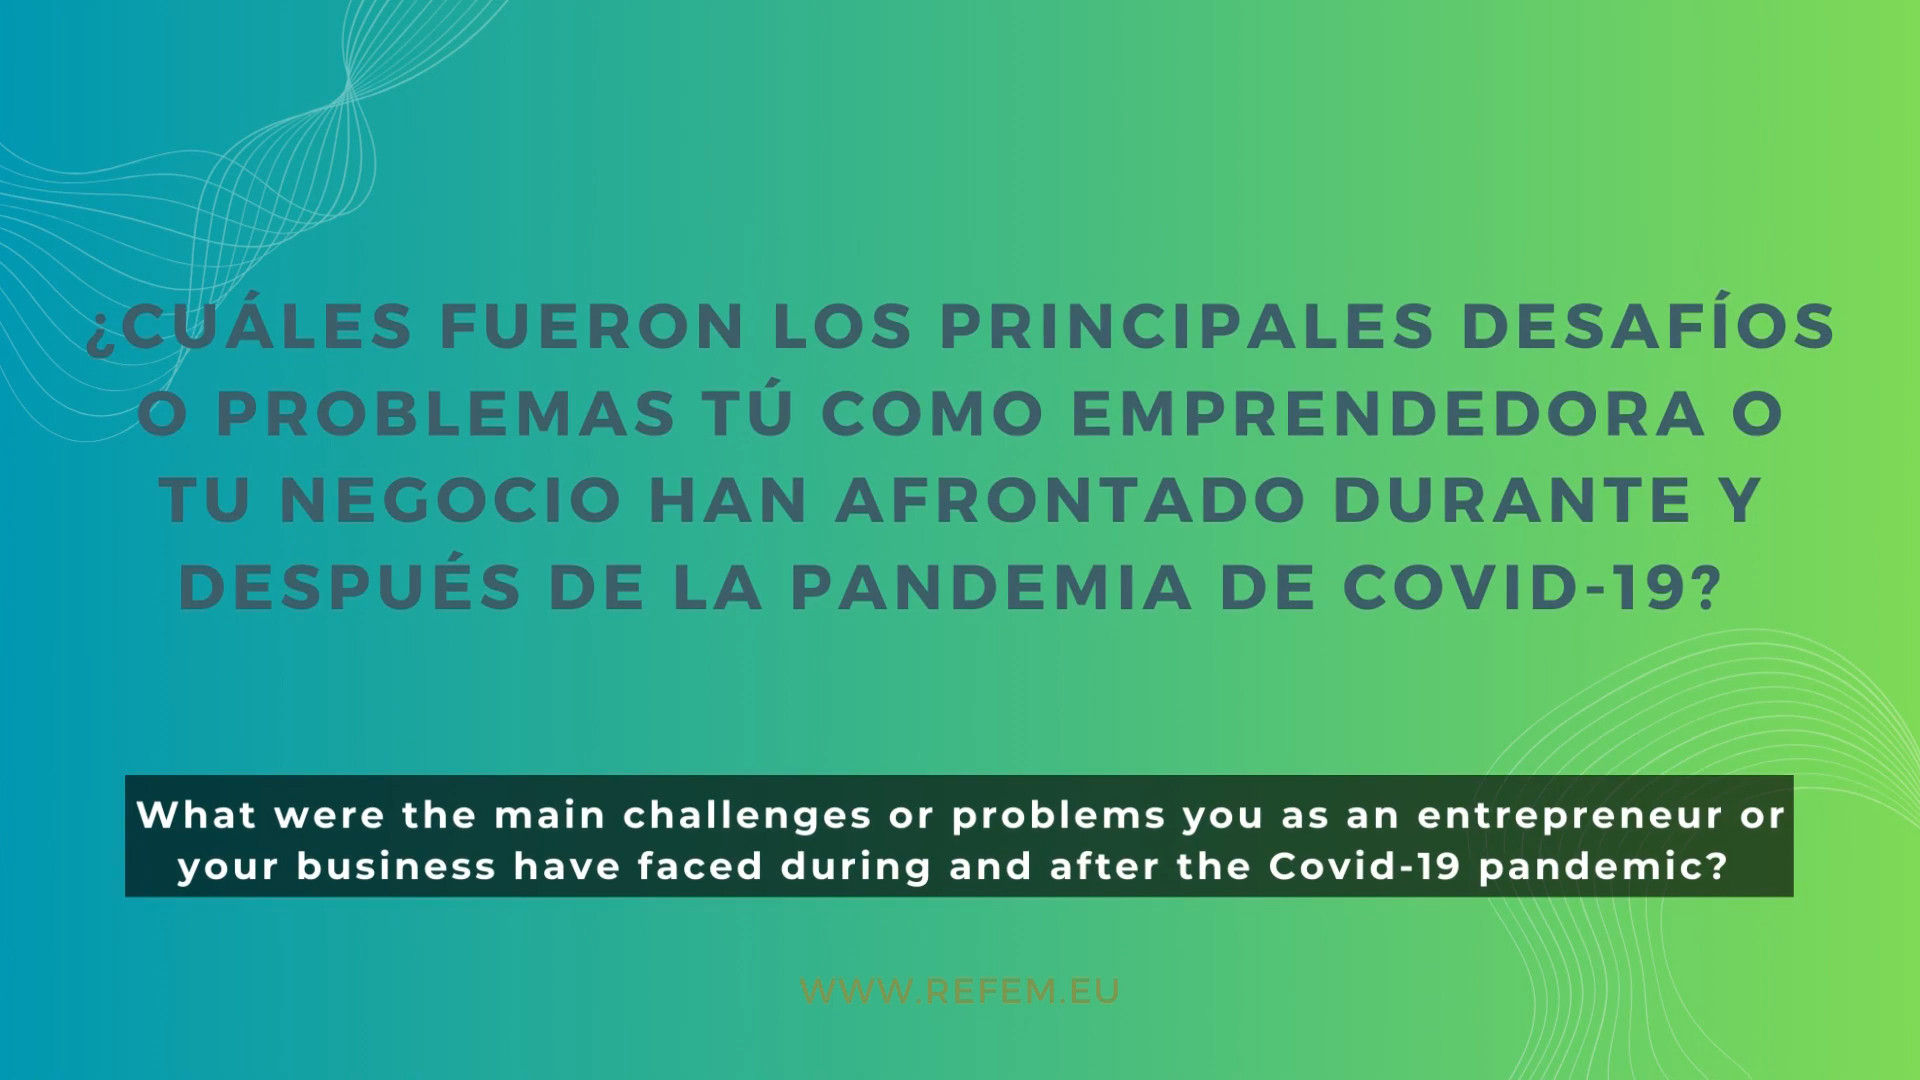 ¿CUÁLES FUERON LOS PRINCIPALES DESAFÍOS
O PROBLEMAS TÚ COMO EMPRENDEDORA O
TU NEGOCIO HAN AFRONTADO DURANTE Y
DESPUÉS DE LA PANDEMIA DE COVID-19?
What were the main challenges or problems you as an entrepreneur or
your business have faced during and after the Covid-19 pandemic?
WWW.REFEM.EU